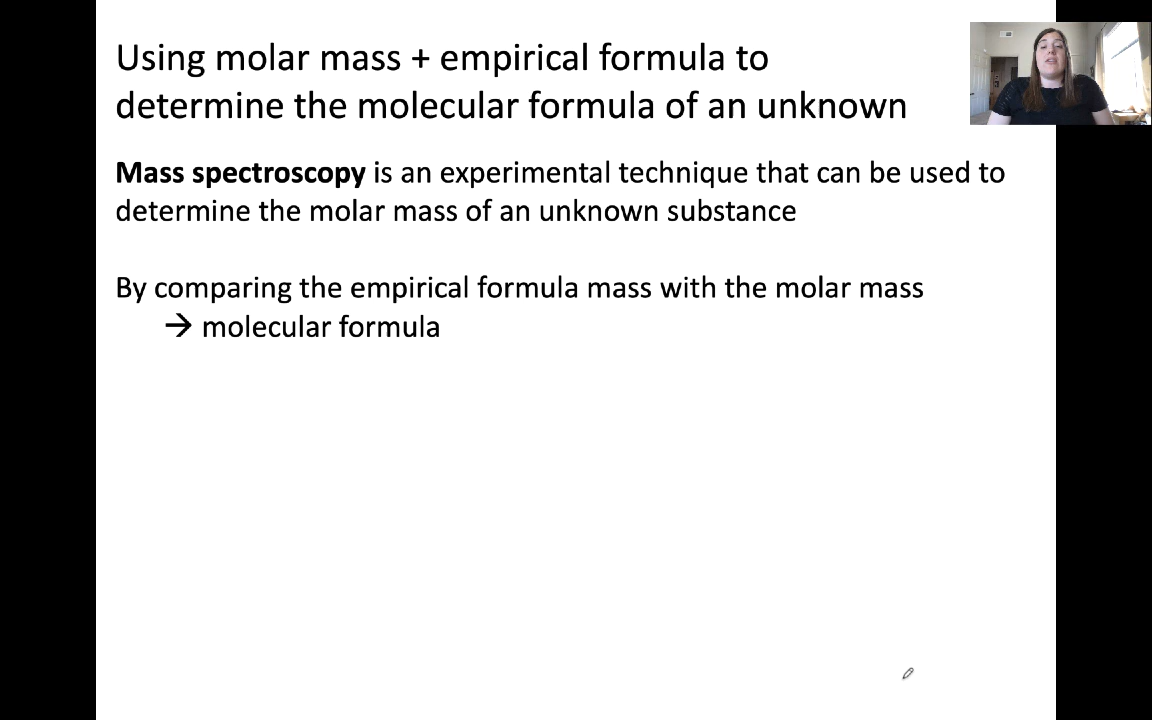 Using molar mass + empirical formula to
determine the molecular formula of an unknown
Mass spectroscopy is an experimental technique that can be used to
determine the molar mass of an unknown substance
By comparing the empirical formula mass with the molar mass
→ molecular formula